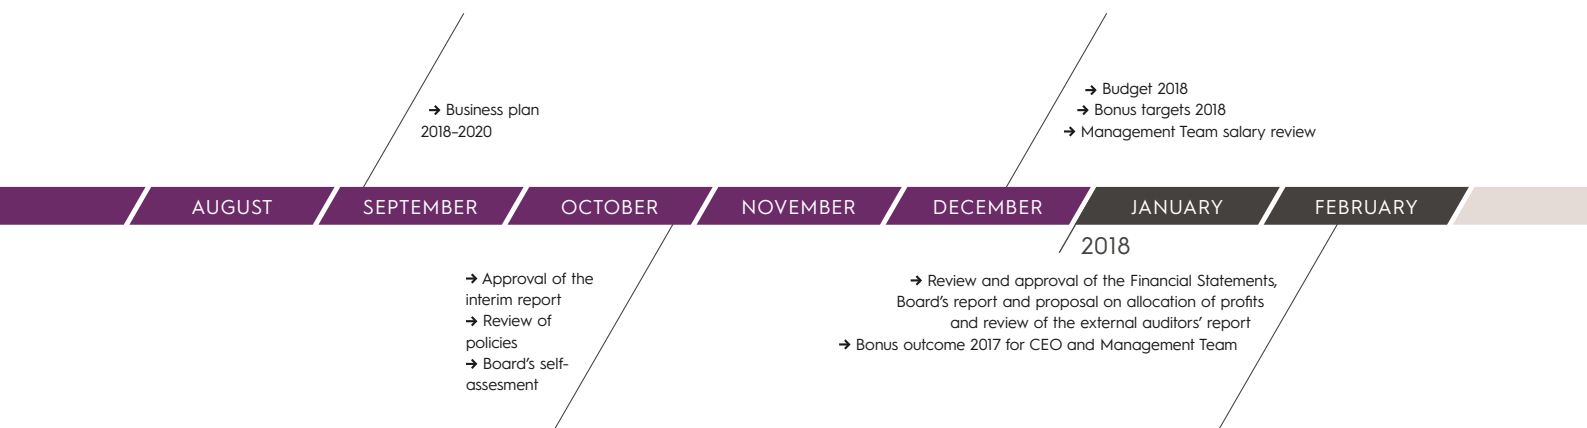 → Business plan
2018–2020
→ Budget 2018
→ Bonus targets 2018
→ Management Team salary review
AUGUST
SEPTEMBER
OCTOBER
NOVEMBER
DECEMBER
JANUARY
FEBRUARY
2018
→ Approval of the
interim report
→ Review of
policies
→ Board’s self-
assesment
→ Review and approval of the Financial Statements,
Board’s report and proposal on allocation of profits
and review of the external auditors’ report
→ Bonus outcome 2017 for CEO and Management Team